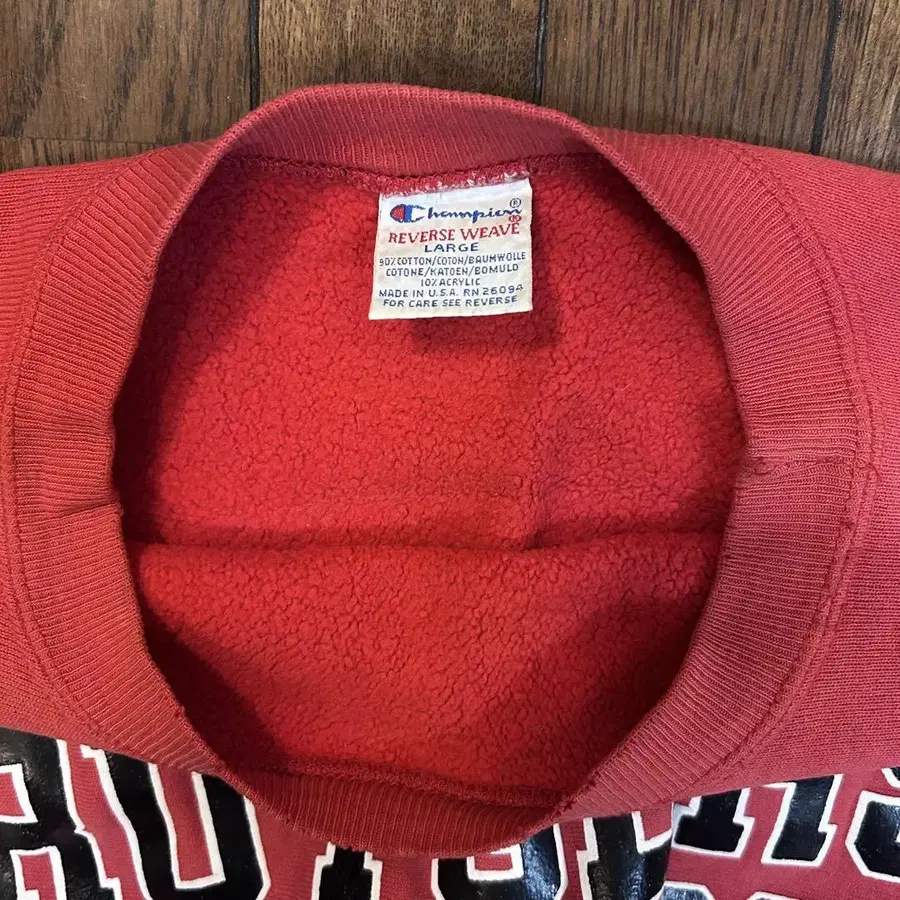 Champion®
REVERSE WEAVE®
LARGE
90% COTTON/COTON/BAUMWOLLE
COTONE/KATOEN/BOMULD
10% ACRYLIC
MADE IN U.S.A. RN 26094
FOR CARE SEE REVERSE